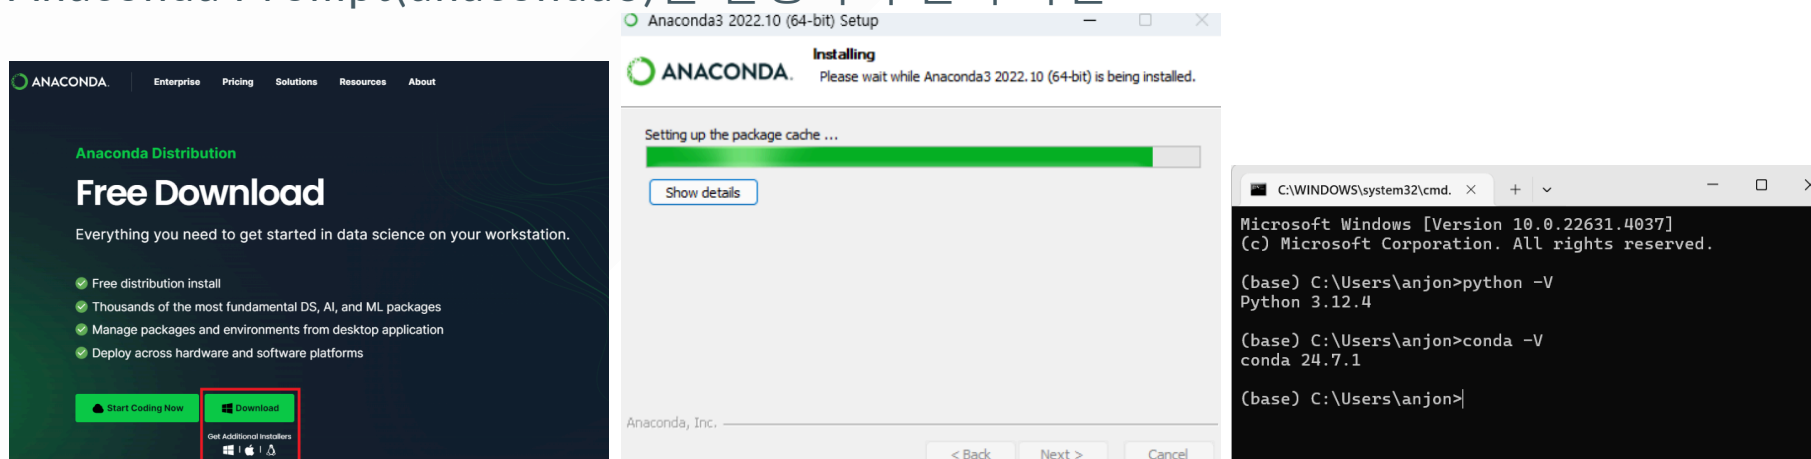 Anaconda Prompt(anaconda3)
ANACONDA.
Enterprise Pricing Solutions Resources About
Anaconda Distribution
Free Download
Everything you need to get started in data science on your workstation.
Free distribution install
Thousands of the most fundamental DS, AI, and ML packages
Manage packages and environments from desktop application
Deploy across hardware and software platforms
Start Coding Now
Download
Get Additional Installers
Anaconda3 2022.10 (64-bit) Setup
ANACONDA.
Installing
Please wait while Anaconda3 2022.10 (64-bit) is being installed.
Setting up the package cache ...
Show details
Anaconda, Inc.
< Back Next > Cancel
C:\WINDOWS\system32\cmd.
Microsoft Windows [Version 10.0.22631.4037]
(c) Microsoft Corporation. All rights reserved.
(base) C:\Users\anjon>python -V
Python 3.12.4
(base) C:\Users\anjon>conda -V
conda 24.7.1
(base) C:\Users\anjon>